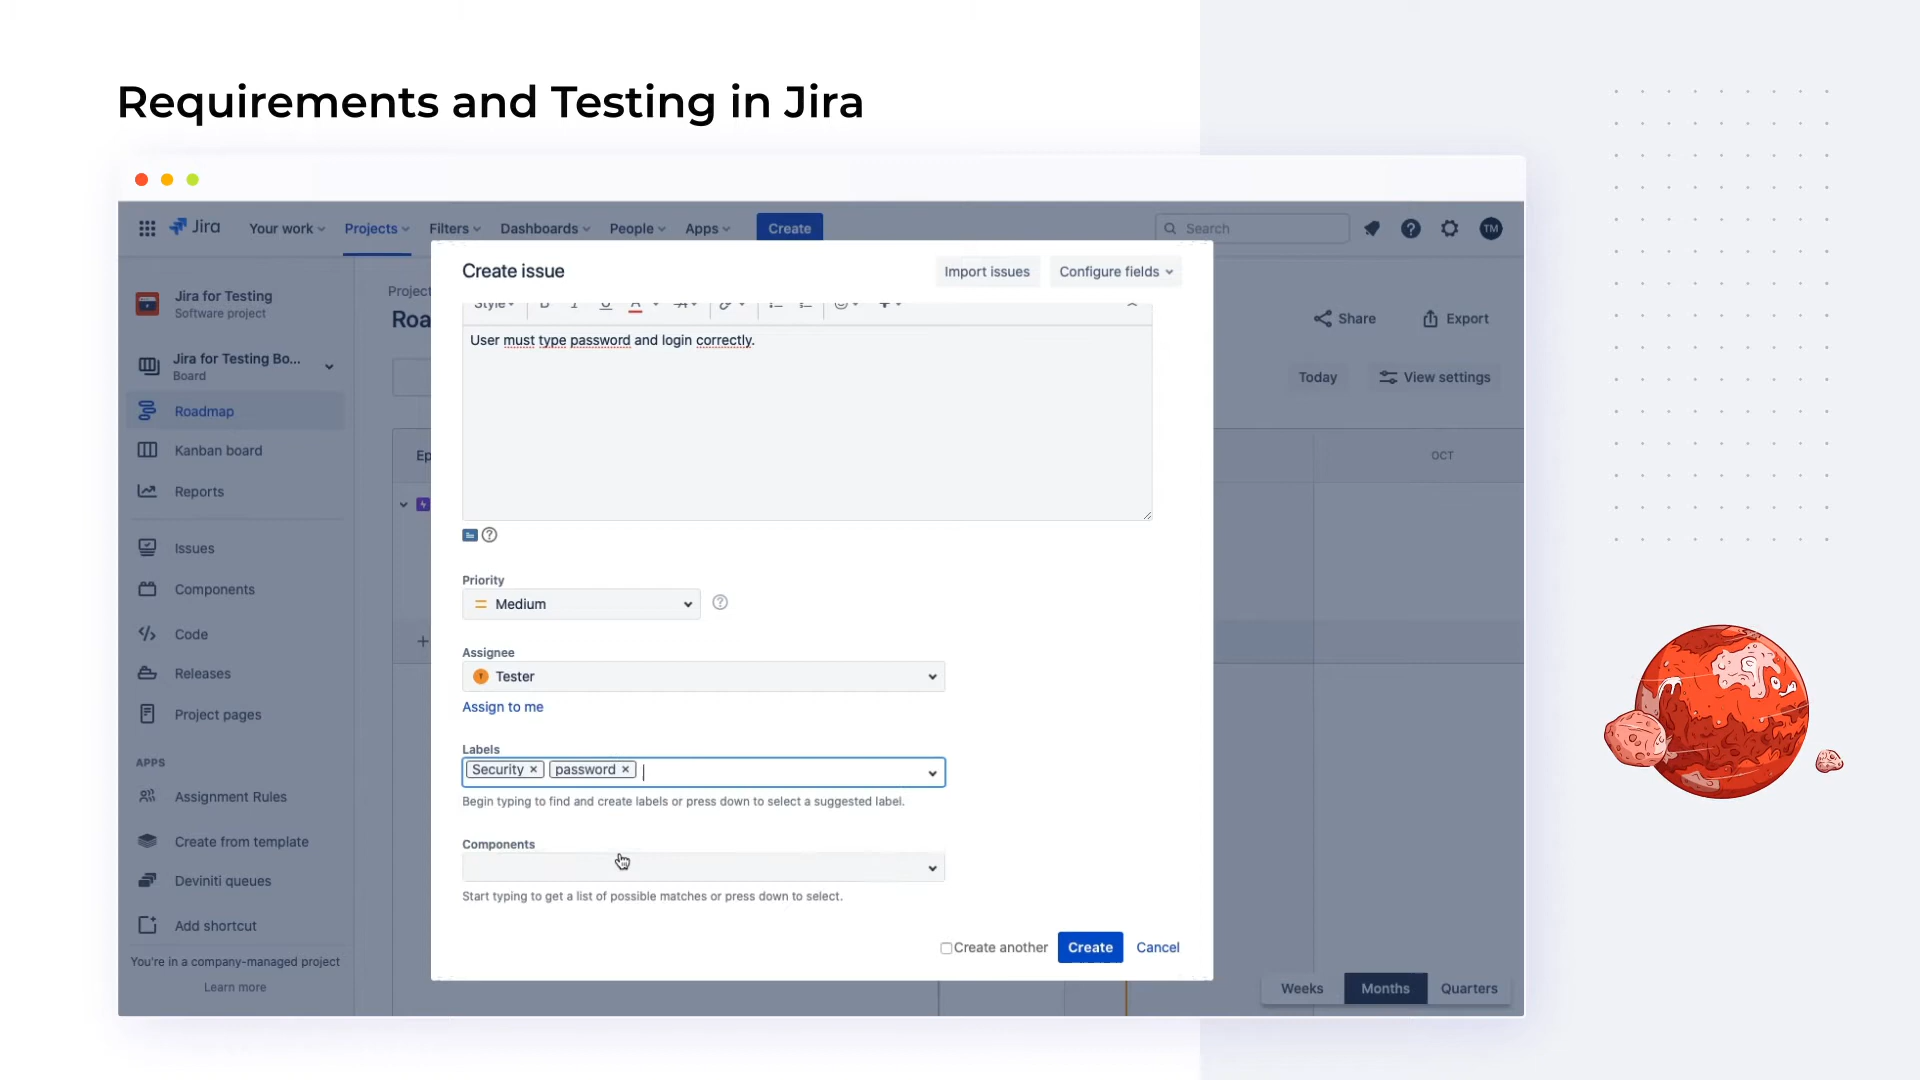 Requirements and Testing in Jira
Jira
Your work
Projects
Filters
Dashboards
People
Apps
Create
Search
TM
Jira for Testing
Software project
Jira for Testing Bo...
Board
Roadmap
Kanban board
Reports
Issues
Components
Code
Releases
Project pages
APPS
Assignment Rules
Create from template
Deviniti queues
Add shortcut
You're in a company-managed project
Learn more
Project
Roa
Ep
Share
Export
Today
View settings
OCT
Weeks
Months
Quarters
Create issue
Import issues
Configure fields
Style
User must type password and login correctly.
Priority
Medium
Assignee
T
Tester
Assign to me
Labels
Security × password ×
Begin typing to find and create labels or press down to select a suggested label.
Components
Start typing to get a list of possible matches or press down to select.
Create another
Create
Cancel